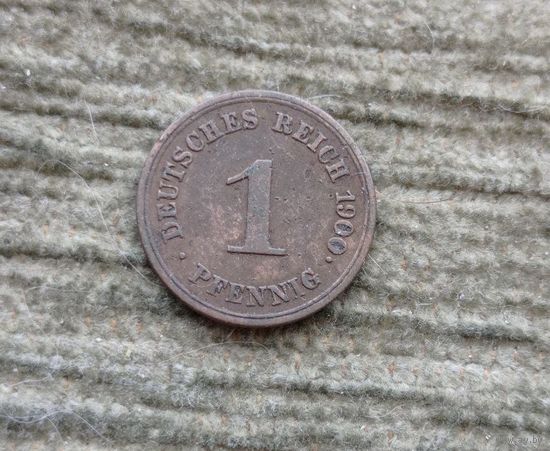 · DEUTSCHES REICH 1900 ·
1
PFENNIG